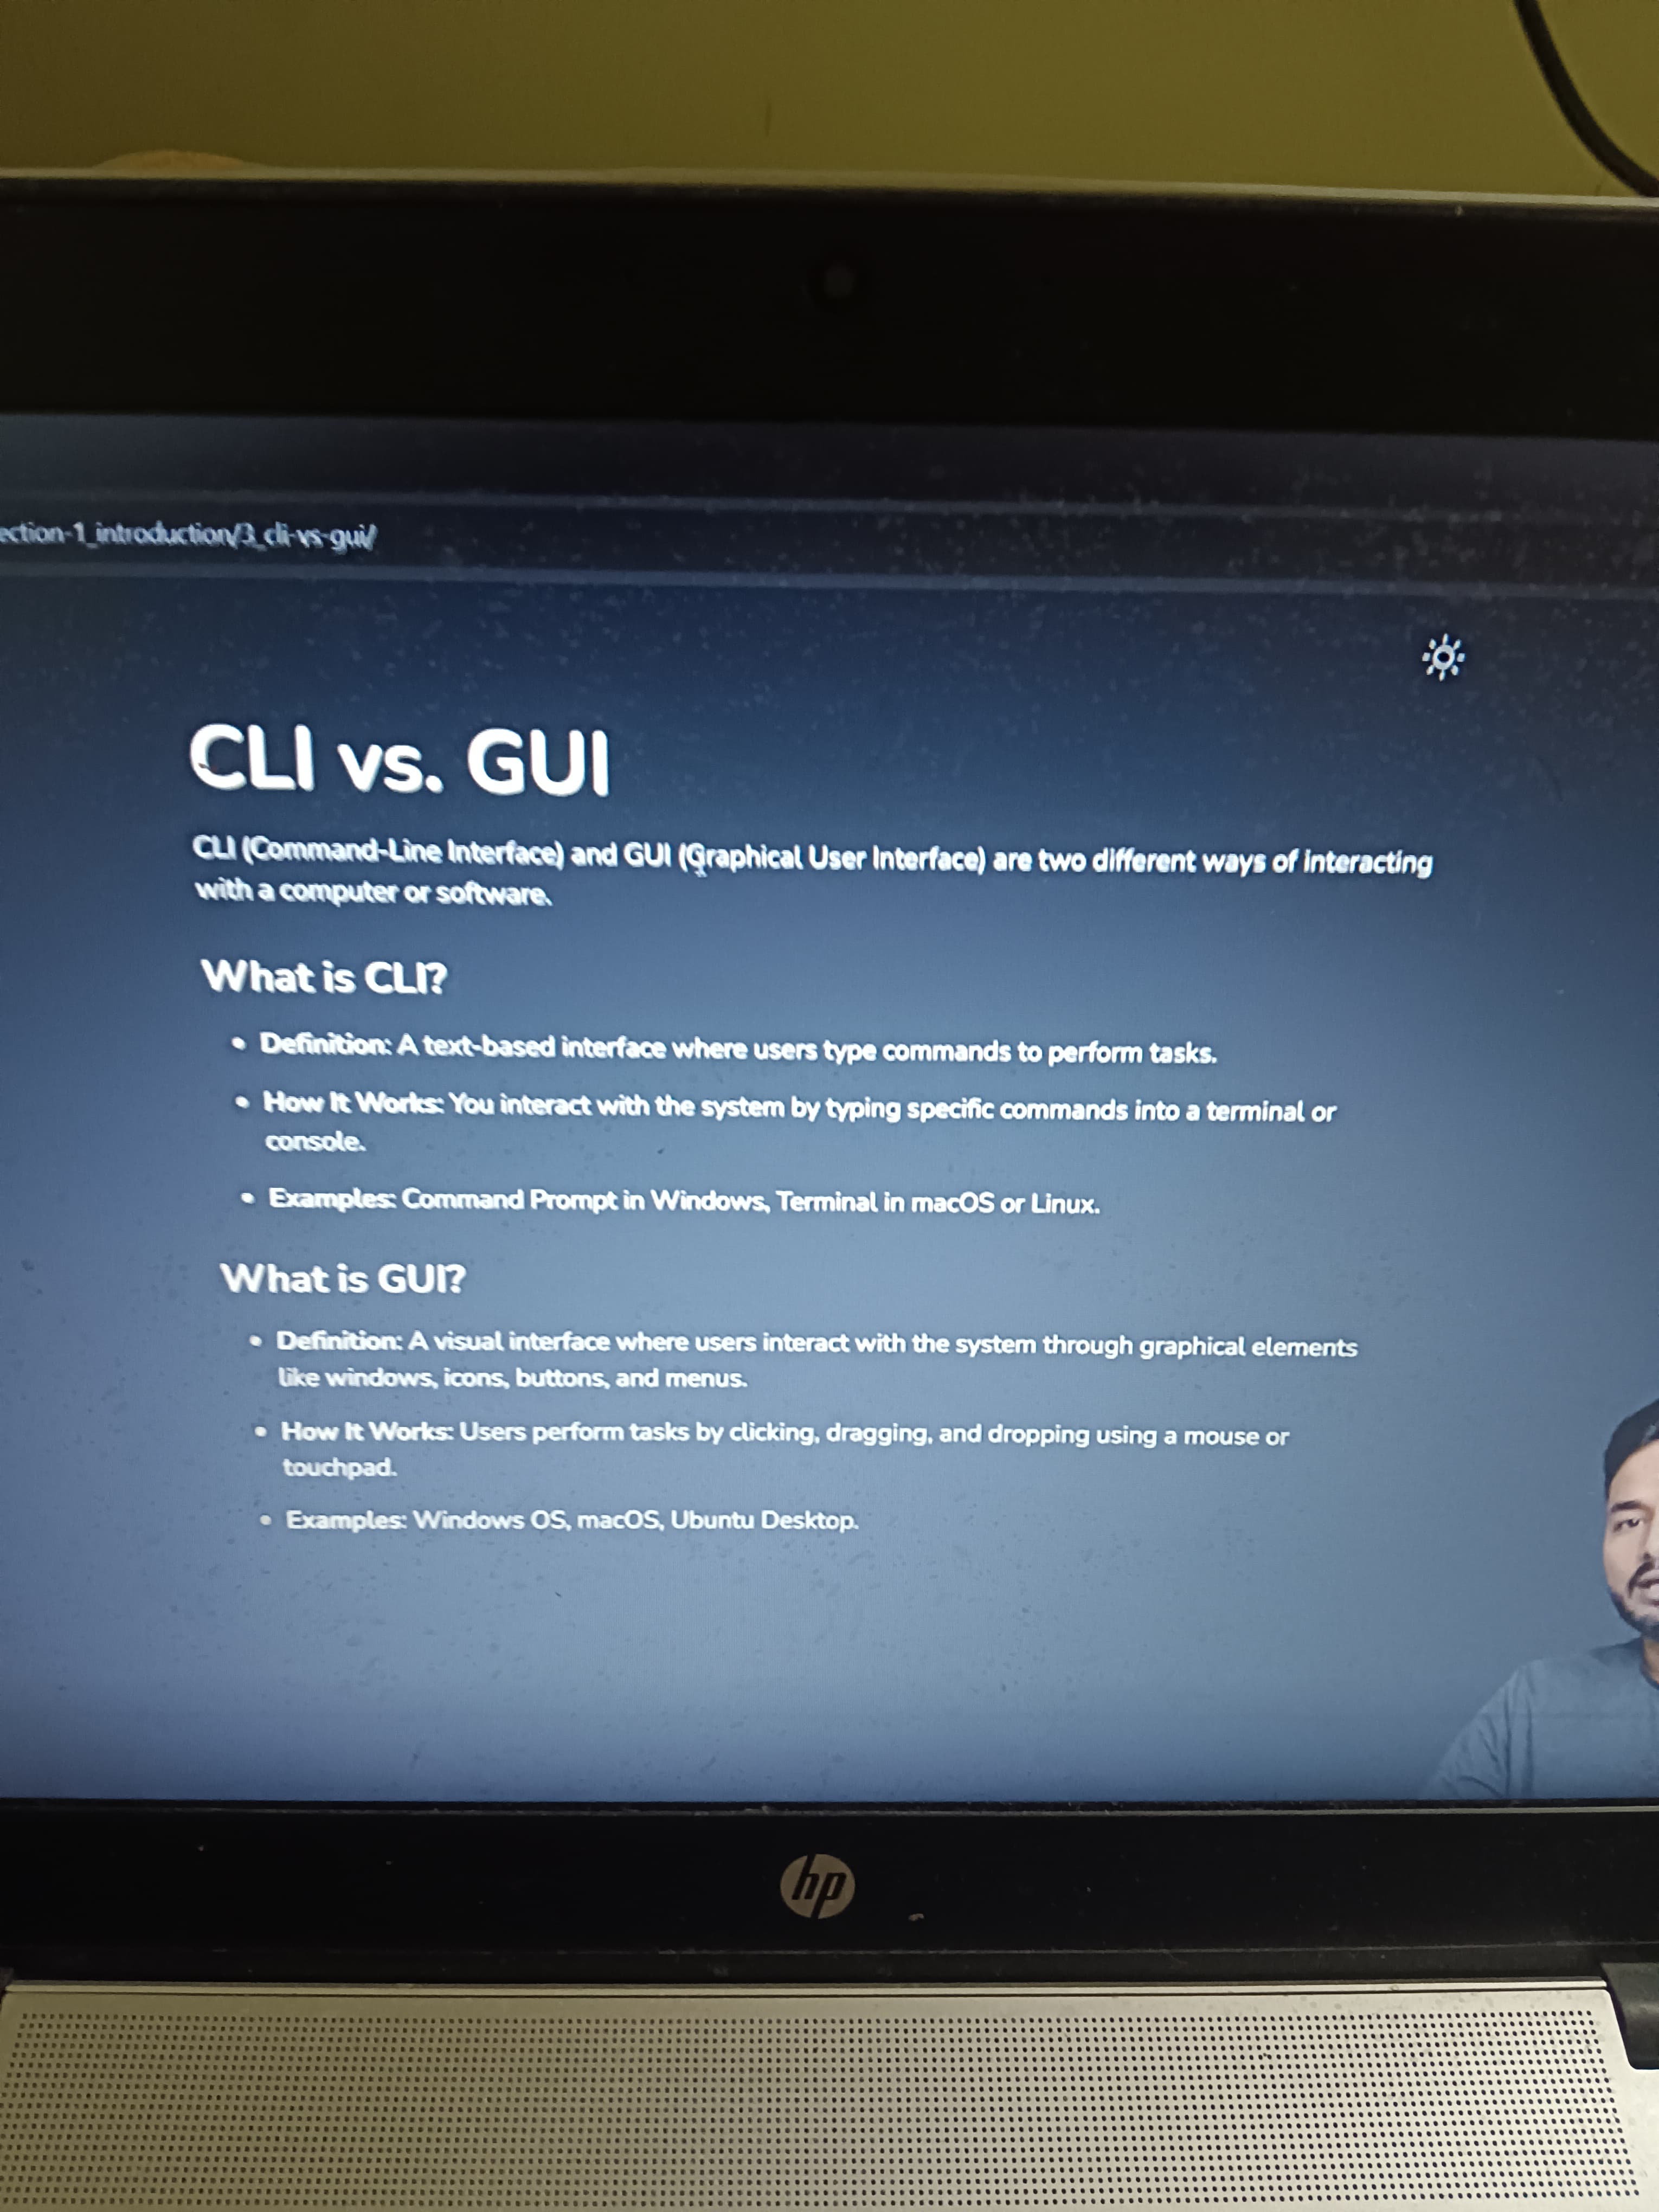 ection-1_introduction/3_cli-vs-gui/
CLI vs. GUI
CLI (Command-Line Interface) and GUI (Graphical User Interface) are two different ways of interacting
with a computer or software.
What is CLI?
• Definition: A text-based interface where users type commands to perform tasks.
• How It Works: You interact with the system by typing specific commands into a terminal or
console.
• Examples: Command Prompt in Windows, Terminal in macOS or Linux.
What is GUI?
• Definition: A visual interface where users interact with the system through graphical elements
like windows, icons, buttons, and menus.
• How It Works: Users perform tasks by clicking, dragging, and dropping using a mouse or
touchpad.
• Examples: Windows OS, macOS, Ubuntu Desktop.
hp